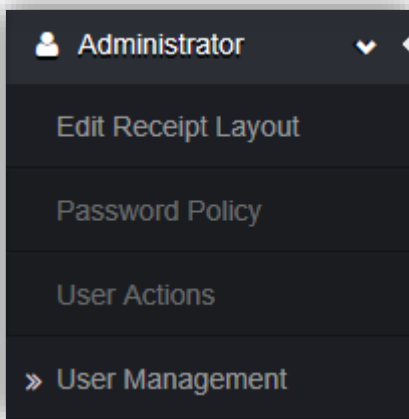 Administrator
Edit Receipt Layout
Password Policy
User Actions
User Management